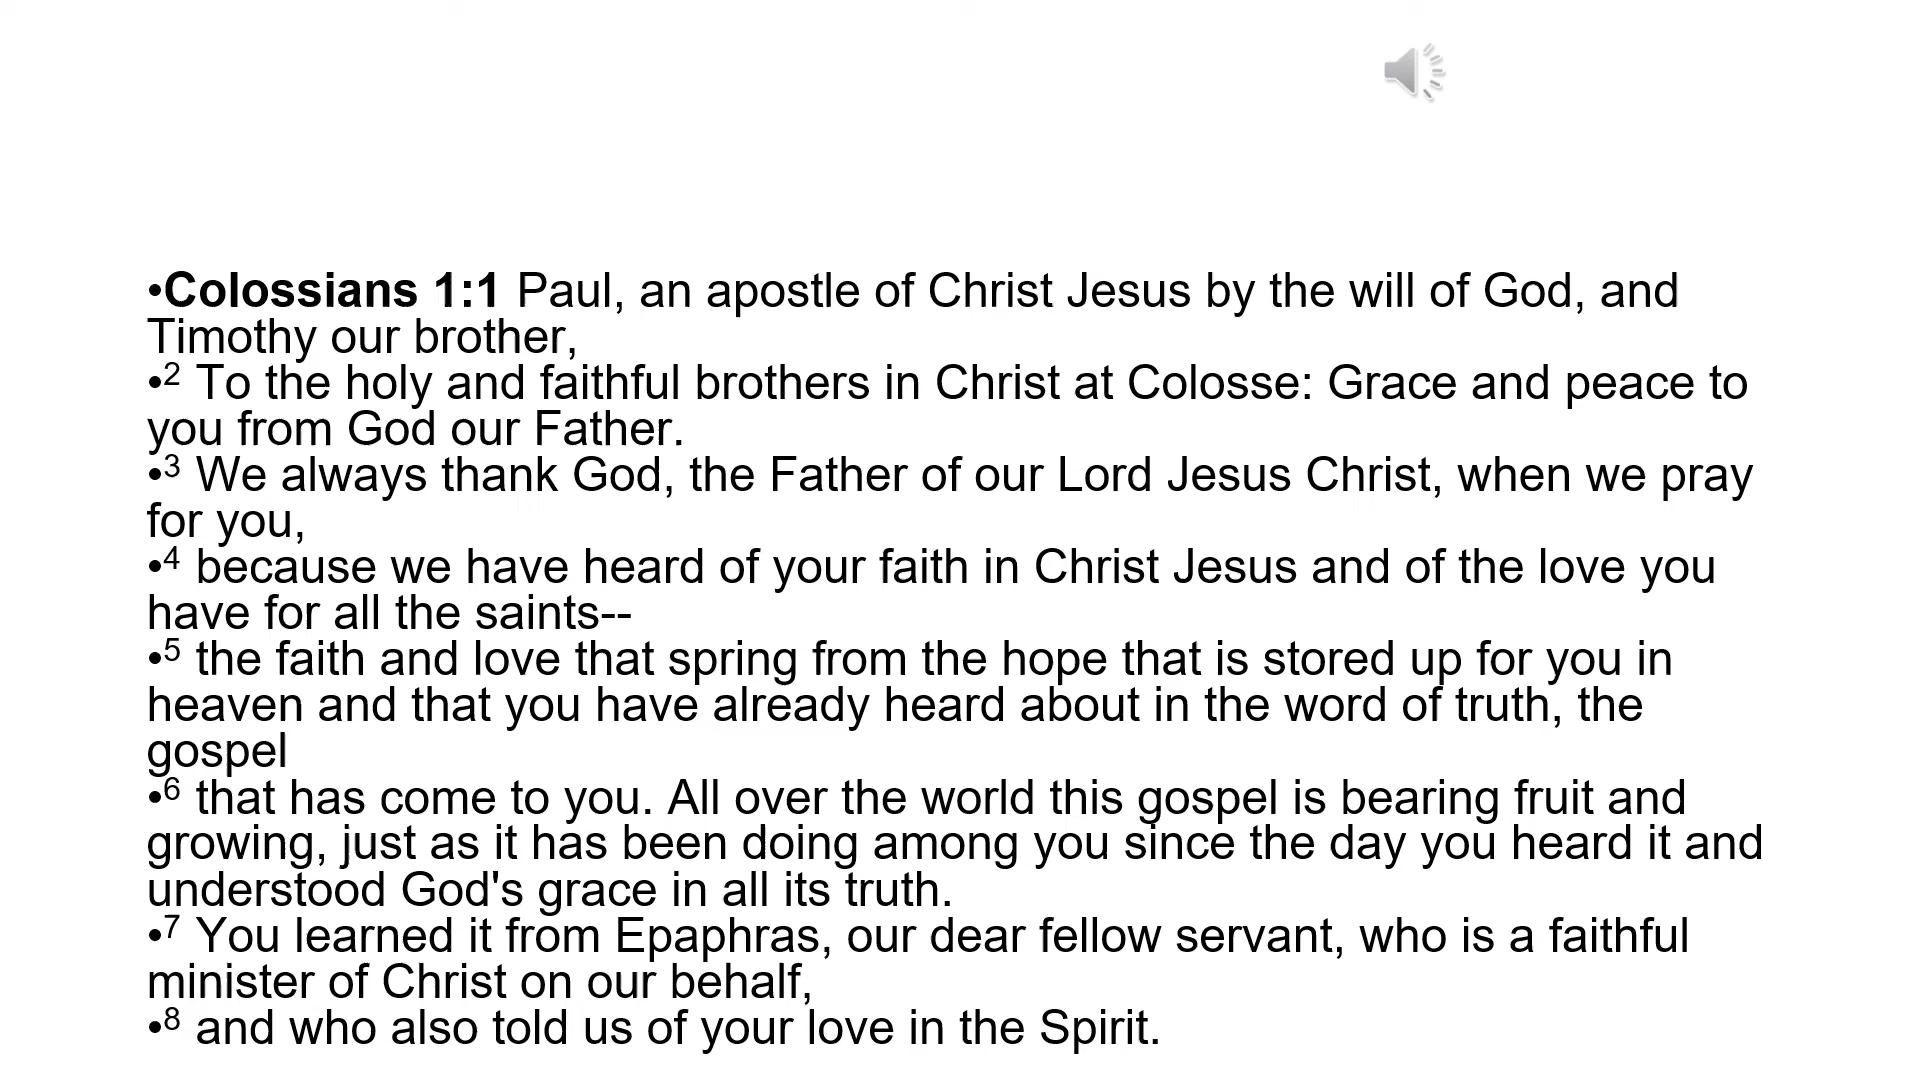 •Colossians 1:1 Paul, an apostle of Christ Jesus by the will of God, and
Timothy our brother,
•2 To the holy and faithful brothers in Christ at Colosse: Grace and peace to
you from God our Father.
•3 We always thank God, the Father of our Lord Jesus Christ, when we pray
for you,
•4 because we have heard of your faith in Christ Jesus and of the love you
have for all the saints--
•5 the faith and love that spring from the hope that is stored up for you in
heaven and that you have already heard about in the word of truth, the
gospel
•6 that has come to you. All over the world this gospel is bearing fruit and
growing, just as it has been doing among you since the day you heard it and
understood God's grace in all its truth.
•7 You learned it from Epaphras, our dear fellow servant, who is a faithful
minister of Christ on our behalf,
•8 and who also told us of your love in the Spirit.